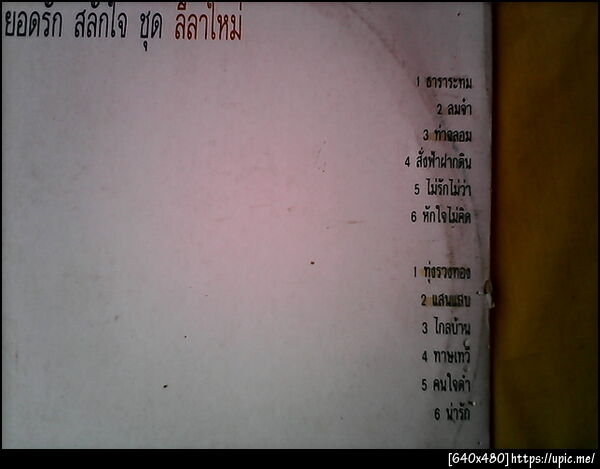 ยอดรัก สลักใจ ชุด ลีลาใหม่
1 ธาราระทม
2 ลมจ๋า
3 ท่าฉลอม
4 สั่งฟ้าฝากดิน
5 ไม่รักไม่ว่า
6 หักใจไม่คิด
1 ทุ่งรวงทอง
2 แสนแสบ
3 ไกลบ้าน
4 ทาษเทวี
5 คนใจดำ
6 น่ารัก
[640x480]https://upic.me/